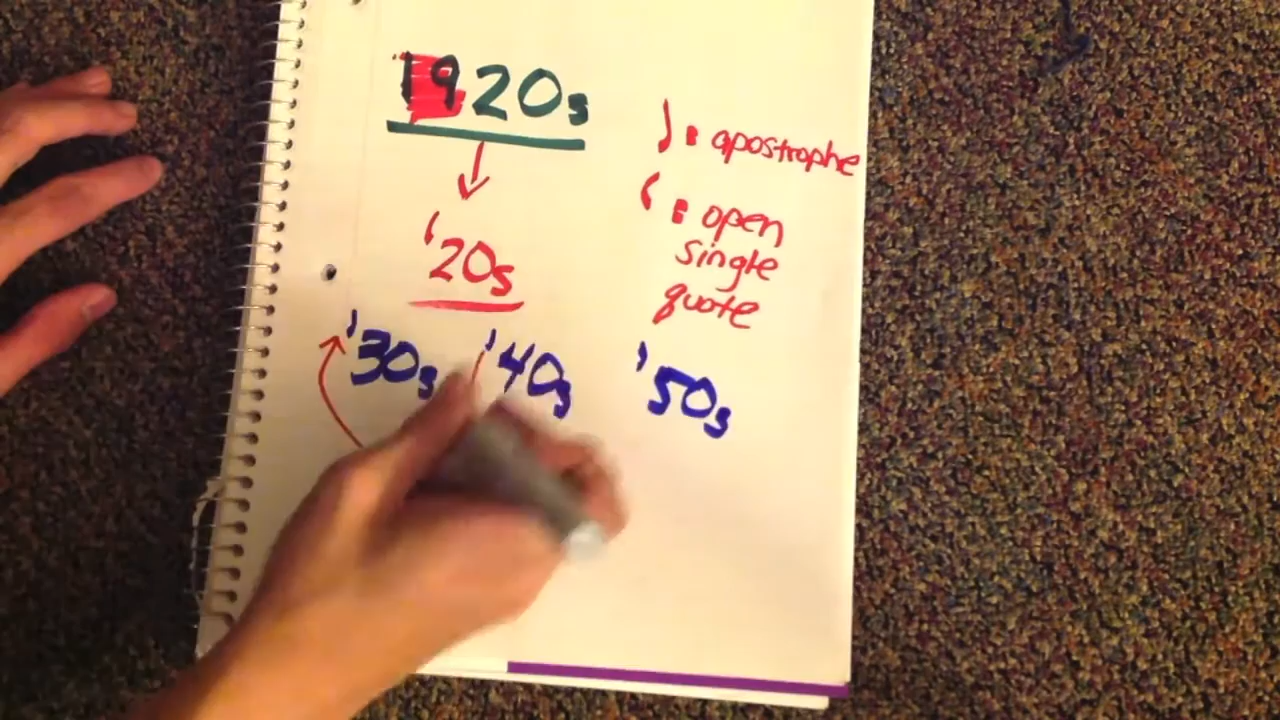 1920s
’ = apostrophe
‘ = open
single
quote
‘20s
’30s ’40s ’50s